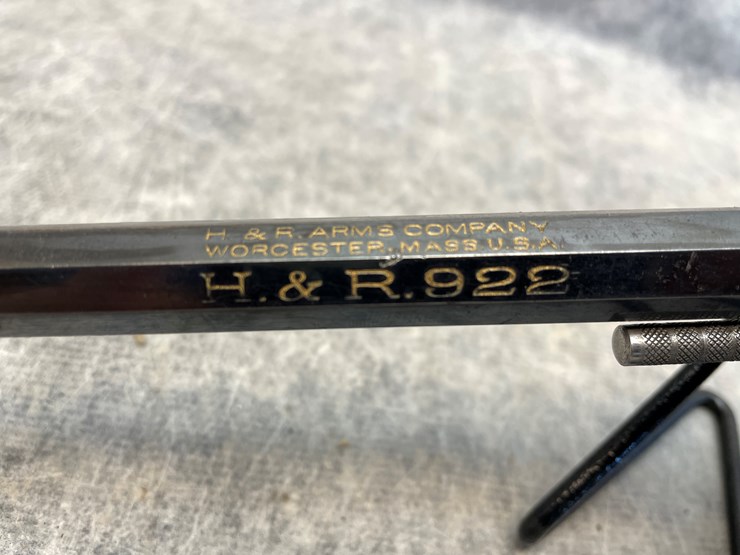 H. & R. ARMS COMPANY
WORCESTER, MASS. U.S.A.
H. & R. 922